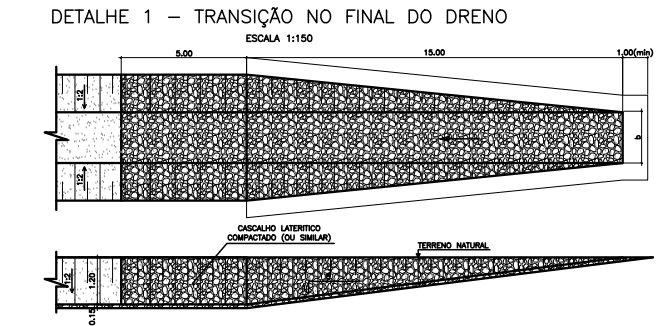 DETALHE 1 – TRANSIÇÃO NO FINAL DO DRENO
ESCALA 1:150
5.00
15.00
1.00(min)
1:2
b
1:2
CASCALHO LATERITICO
COMPACTADO (OU SIMILAR)
TERRENO NATURAL
1:2
1.20
0.15